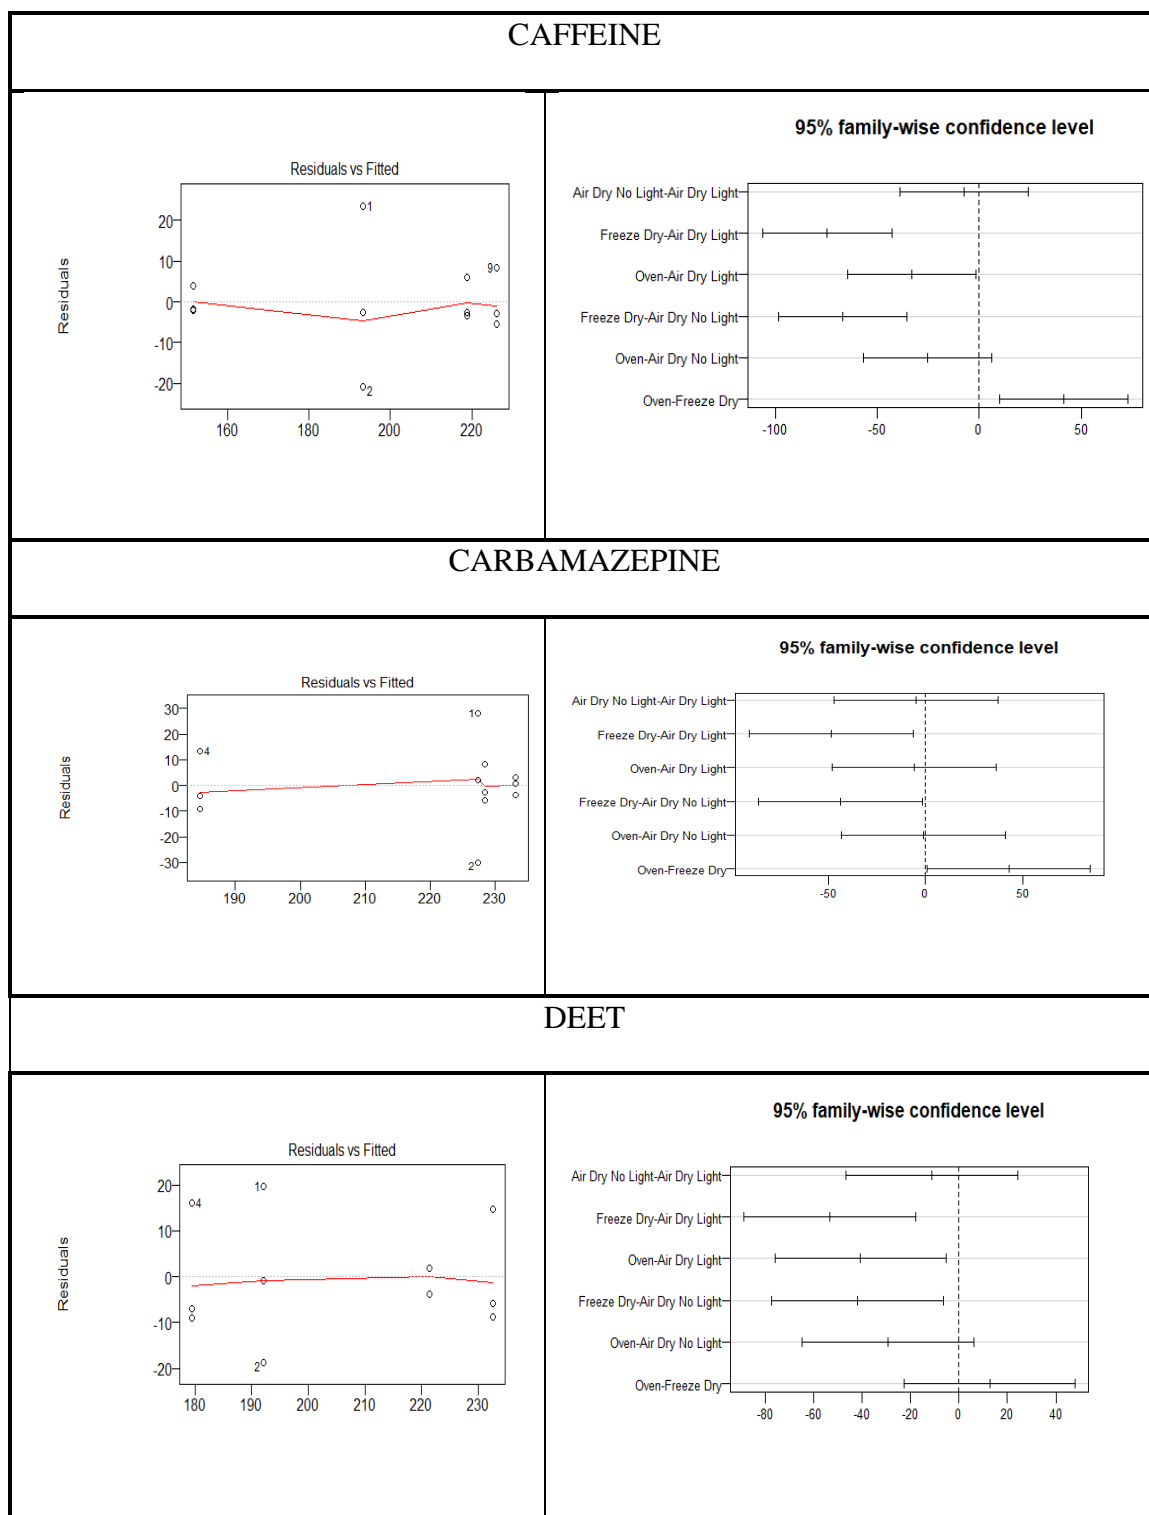 CAFFEINE
Residuals vs Fitted
Residuals
20
10
0
-10
-20
1
9
2
160 180 200 220
95% family-wise confidence level
Air Dry No Light-Air Dry Light
Freeze Dry-Air Dry Light
Oven-Air Dry Light
Freeze Dry-Air Dry No Light
Oven-Air Dry No Light
Oven-Freeze Dry
-100 -50 0 50
CARBAMAZEPINE
Residuals vs Fitted
Residuals
30
20
10
0
-10
-20
-30
1
4
2
190 200 210 220 230
95% family-wise confidence level
Air Dry No Light-Air Dry Light
Freeze Dry-Air Dry Light
Oven-Air Dry Light
Freeze Dry-Air Dry No Light
Oven-Air Dry No Light
Oven-Freeze Dry
-50 0 50
DEET
Residuals vs Fitted
Residuals
20
10
0
-10
-20
4
1
2
180 190 200 210 220 230
95% family-wise confidence level
Air Dry No Light-Air Dry Light
Freeze Dry-Air Dry Light
Oven-Air Dry Light
Freeze Dry-Air Dry No Light
Oven-Air Dry No Light
Oven-Freeze Dry
-80 -60 -40 -20 0 20 40